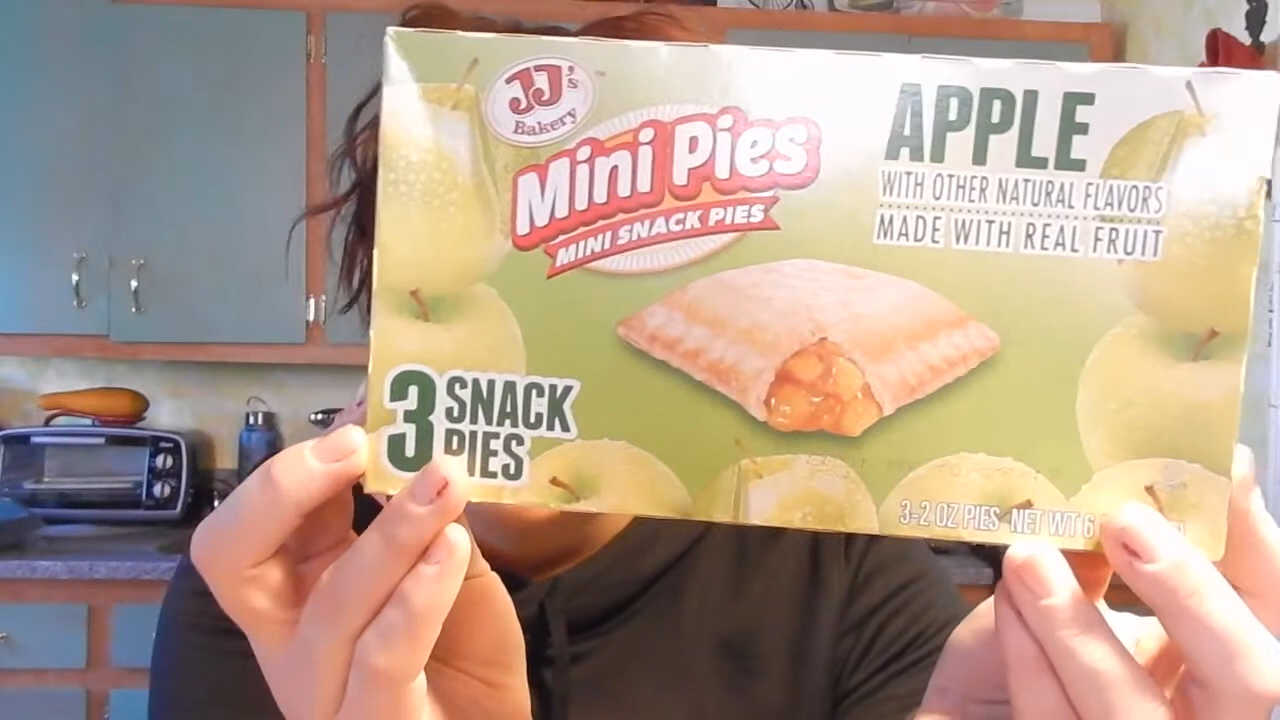 JJ's
Bakery
Mini Pies
MINI SNACK PIES
APPLE
WITH OTHER NATURAL FLAVORS
MADE WITH REAL FRUIT
3 SNACK
PIES
3-2 OZ PIES NET WT 6